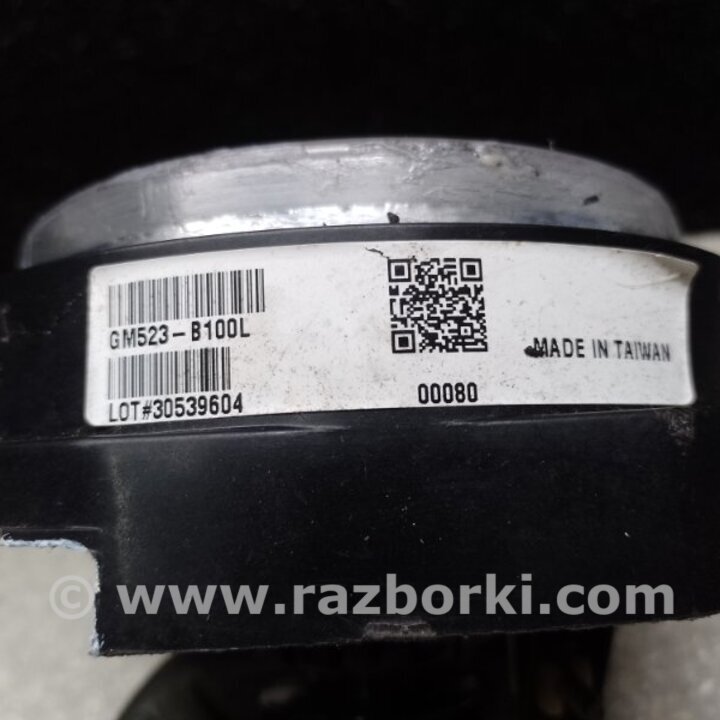 GM523-B100L
LOT#30539604
00080
MADE IN TAIWAN
© www.razborki.com